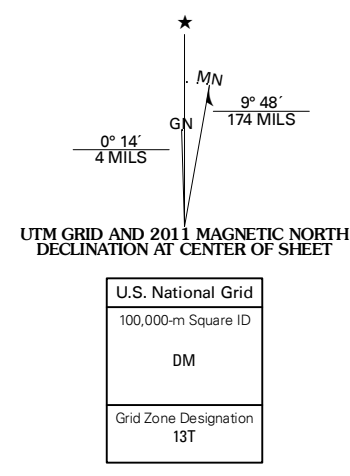 MN
9° 48´
174 MILS
GN
0° 14´
4 MILS
UTM GRID AND 2011 MAGNETIC NORTH
DECLINATION AT CENTER OF SHEET
U.S. National Grid
100,000-m Square ID
DM
Grid Zone Designation
13T